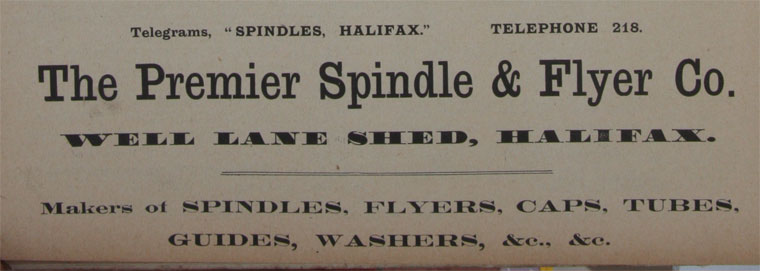 Telegrams, "SPINDLES, HALIFAX." TELEPHONE 218.
The Premier Spindle & Flyer Co.
WELL LANE SHED, HALIFAX.
Makers of SPINDLES, FLYERS, CAPS, TUBES,
GUIDES, WASHERS, &c., &c.